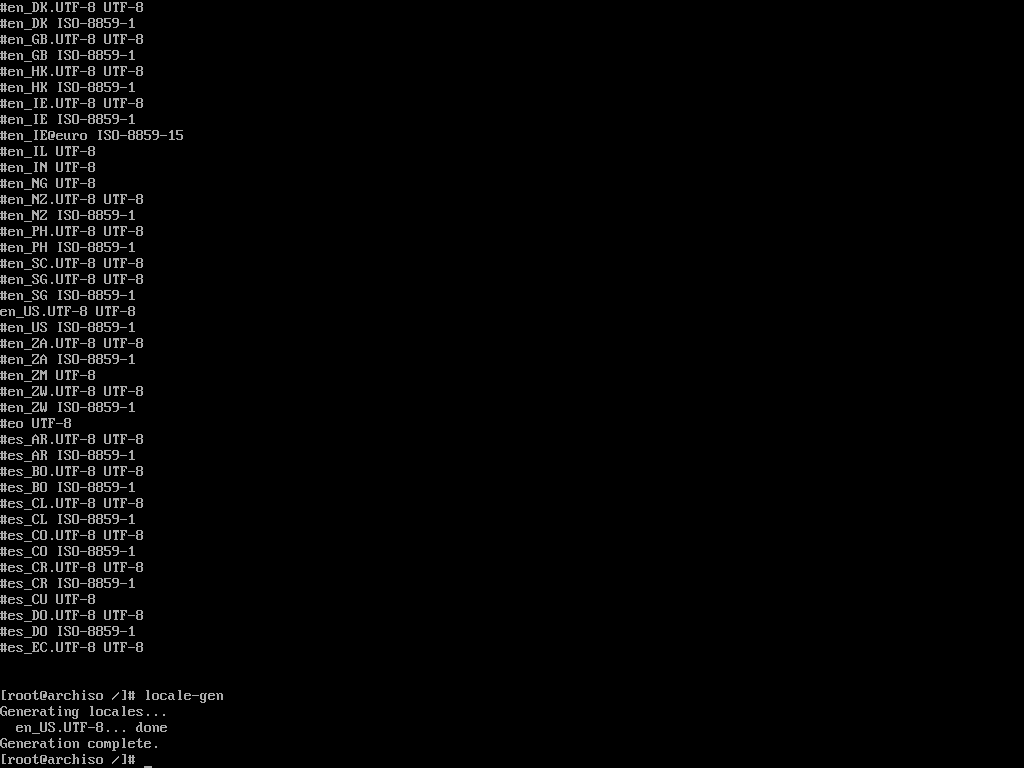 #en_DK.UTF-8 UTF-8
#en_DK ISO-8859-1
#en_GB.UTF-8 UTF-8
#en_GB ISO-8859-1
#en_HK.UTF-8 UTF-8
#en_HK ISO-8859-1
#en_IE.UTF-8 UTF-8
#en_IE ISO-8859-1
#en_IE@euro ISO-8859-15
#en_IL UTF-8
#en_IN UTF-8
#en_NG UTF-8
#en_NZ.UTF-8 UTF-8
#en_NZ ISO-8859-1
#en_PH.UTF-8 UTF-8
#en_PH ISO-8859-1
#en_SC.UTF-8 UTF-8
#en_SG.UTF-8 UTF-8
#en_SG ISO-8859-1
en_US.UTF-8 UTF-8
#en_US ISO-8859-1
#en_ZA.UTF-8 UTF-8
#en_ZA ISO-8859-1
#en_ZM UTF-8
#en_ZW.UTF-8 UTF-8
#en_ZW ISO-8859-1
#eo UTF-8
#es_AR.UTF-8 UTF-8
#es_AR ISO-8859-1
#es_BO.UTF-8 UTF-8
#es_BO ISO-8859-1
#es_CL.UTF-8 UTF-8
#es_CL ISO-8859-1
#es_CO.UTF-8 UTF-8
#es_CO ISO-8859-1
#es_CR.UTF-8 UTF-8
#es_CR ISO-8859-1
#es_CU UTF-8
#es_DO.UTF-8 UTF-8
#es_DO ISO-8859-1
#es_EC.UTF-8 UTF-8
[root@archiso /]# locale-gen
Generating locales...
  en_US.UTF-8... done
Generation complete.
[root@archiso /]# _